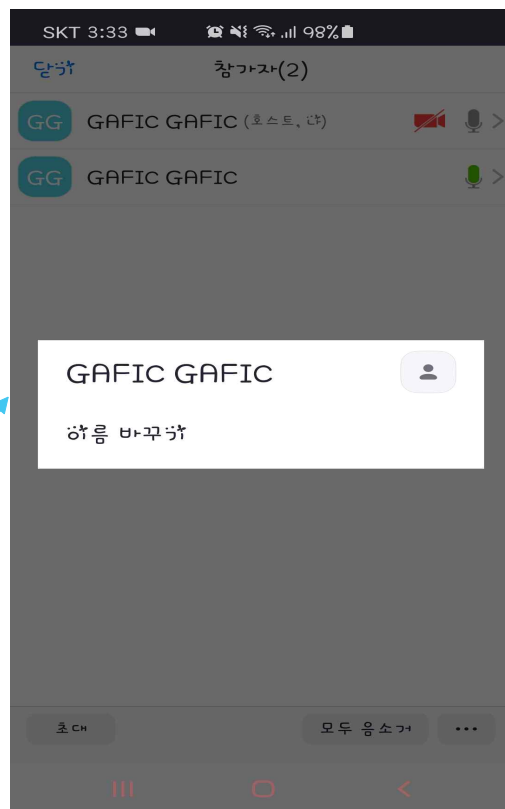 SKT 3:33 98%
닫기 참가자(2)
GG GAFIC GAFIC (호스트, 나)
GG GAFIC GAFIC
GAFIC GAFIC
이름 바꾸기
초대 모두 음소거 ...